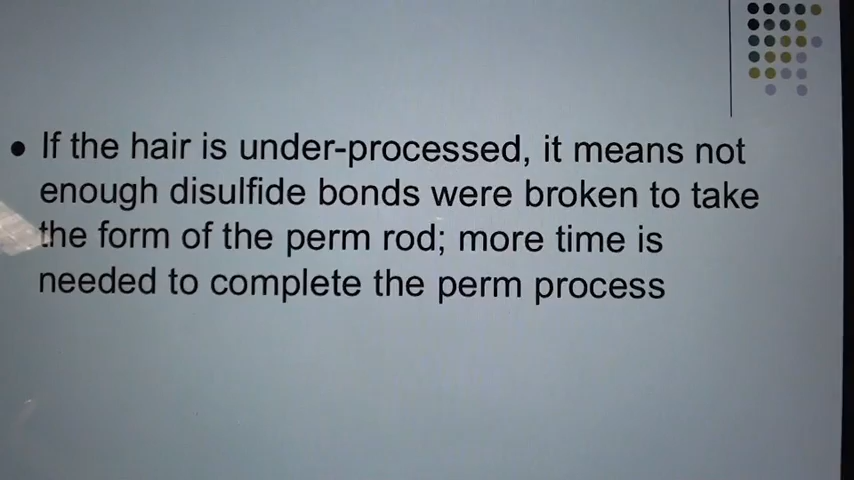 • If the hair is under-processed, it means not
enough disulfide bonds were broken to take
the form of the perm rod; more time is
needed to complete the perm process